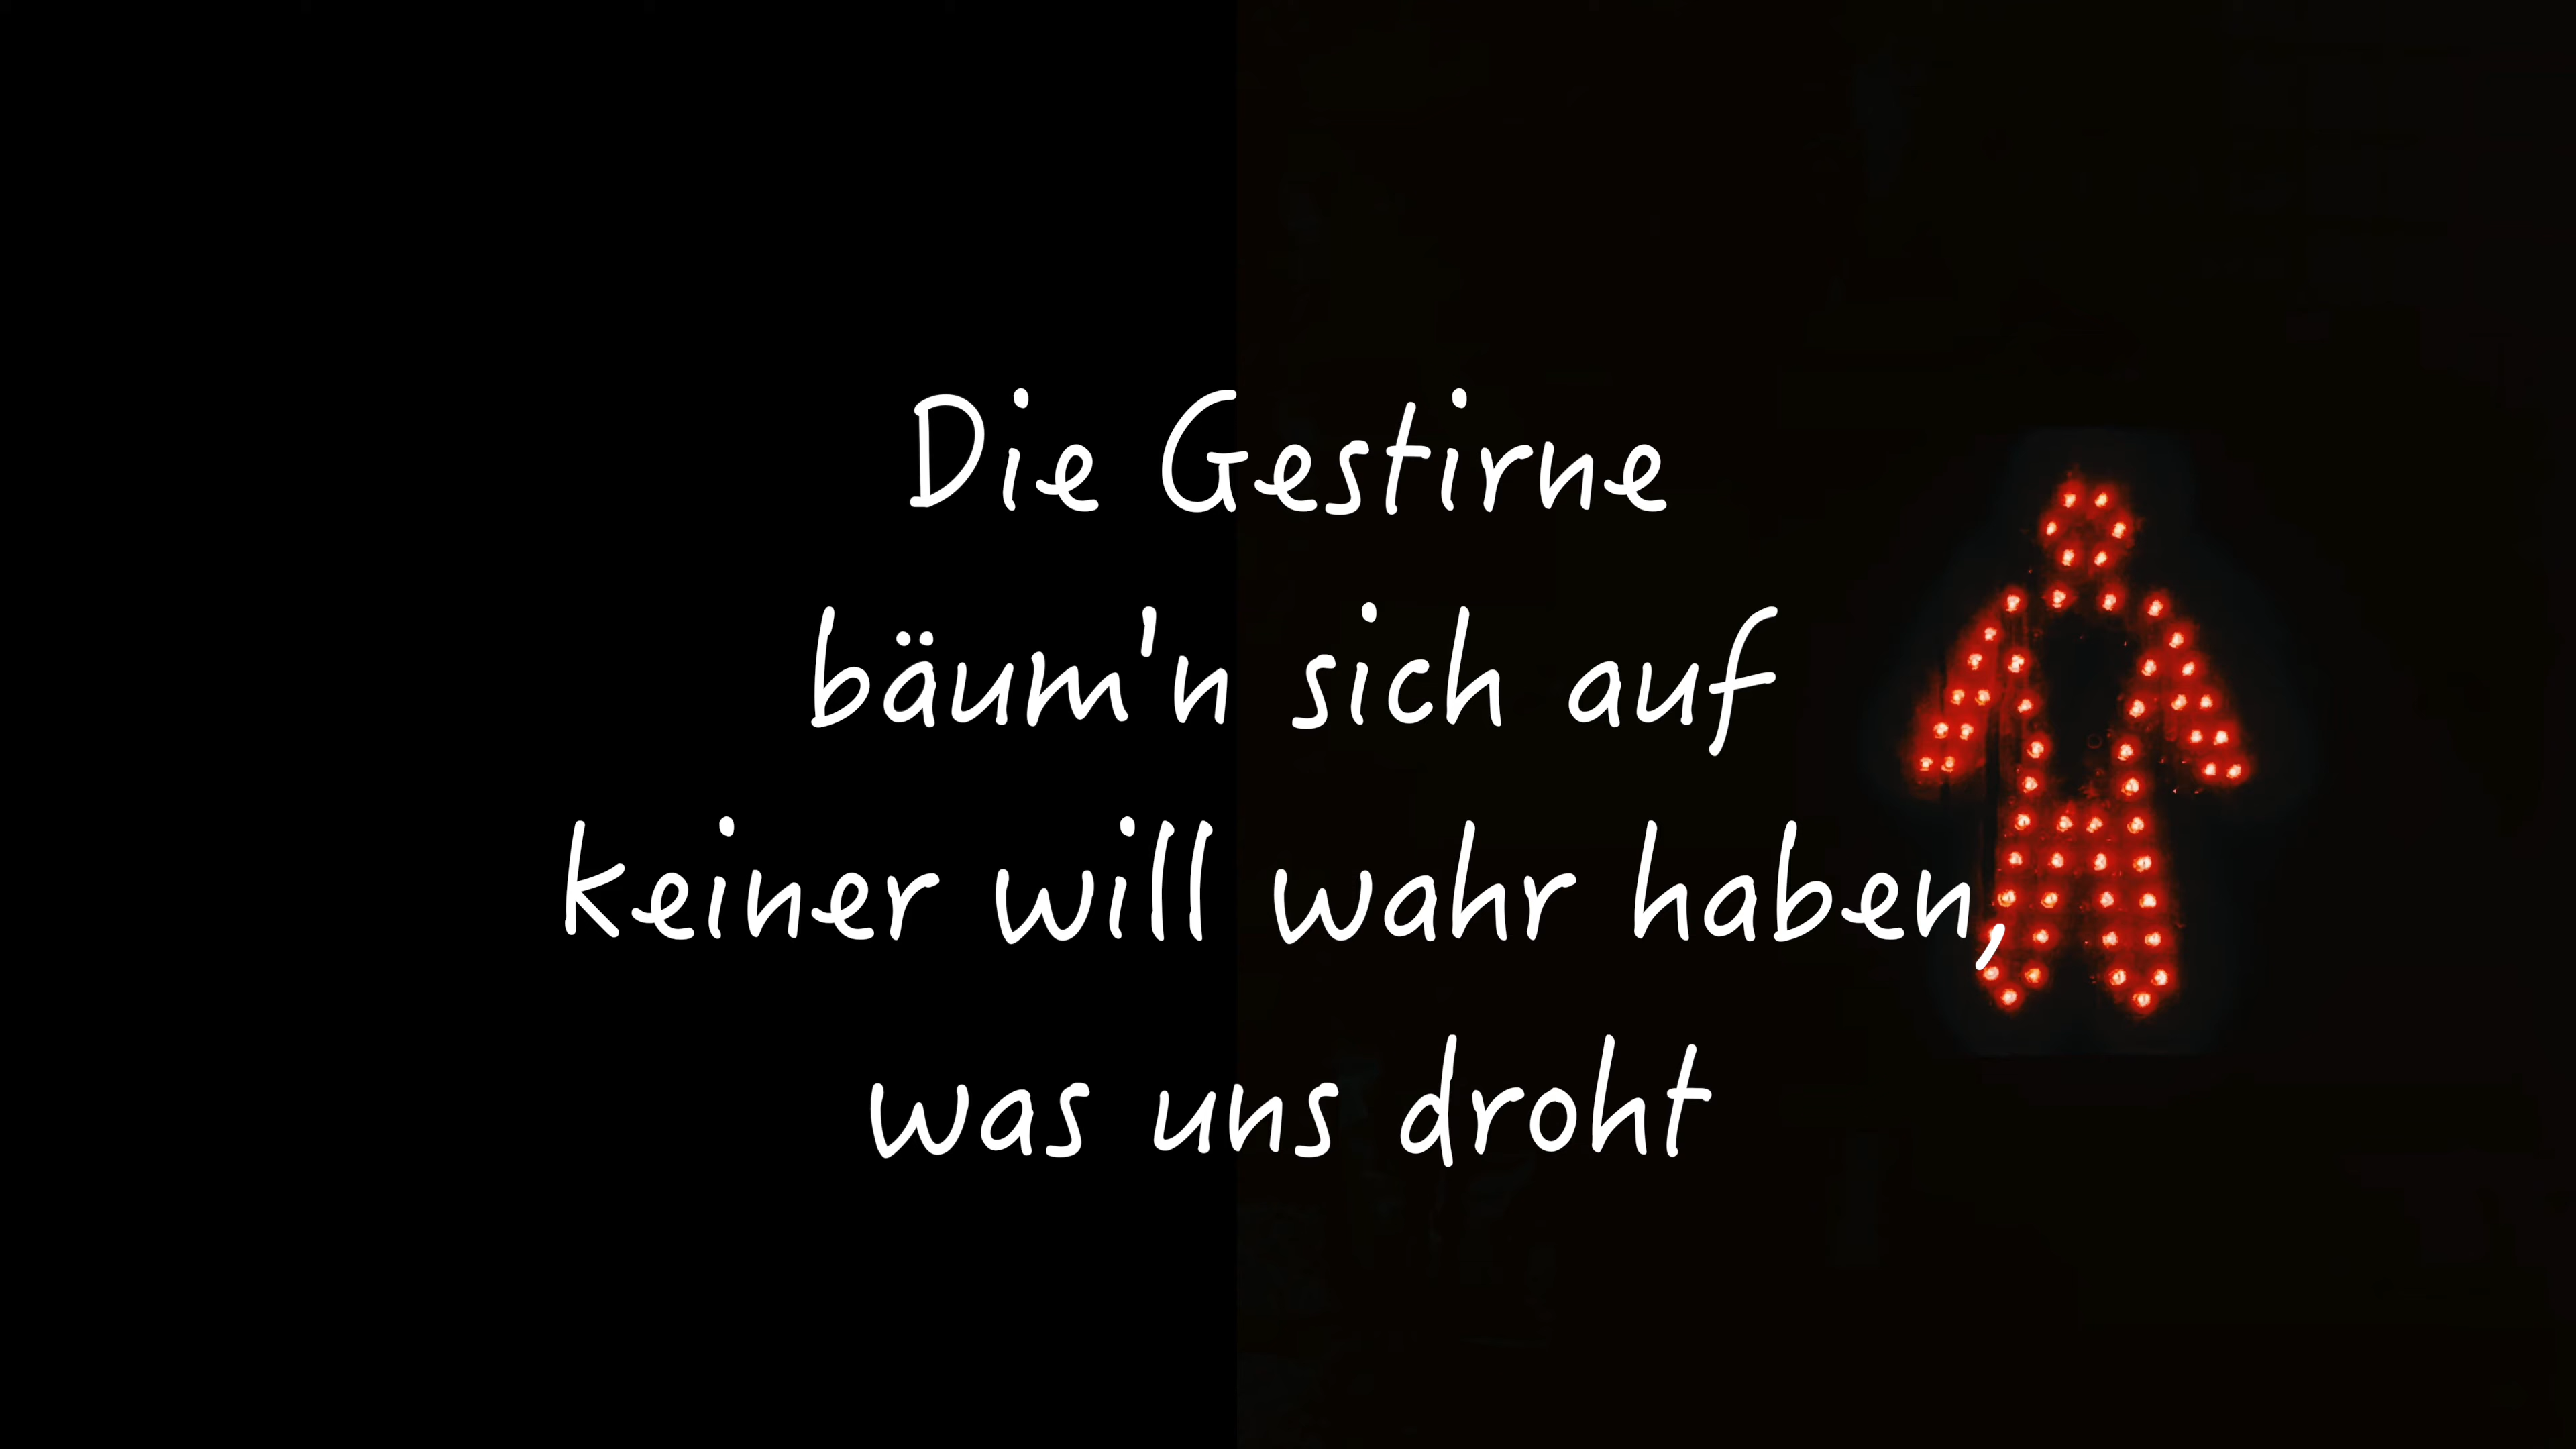 Die Gestirne
bäum'n sich auf
keiner will wahr haben,
was uns droht